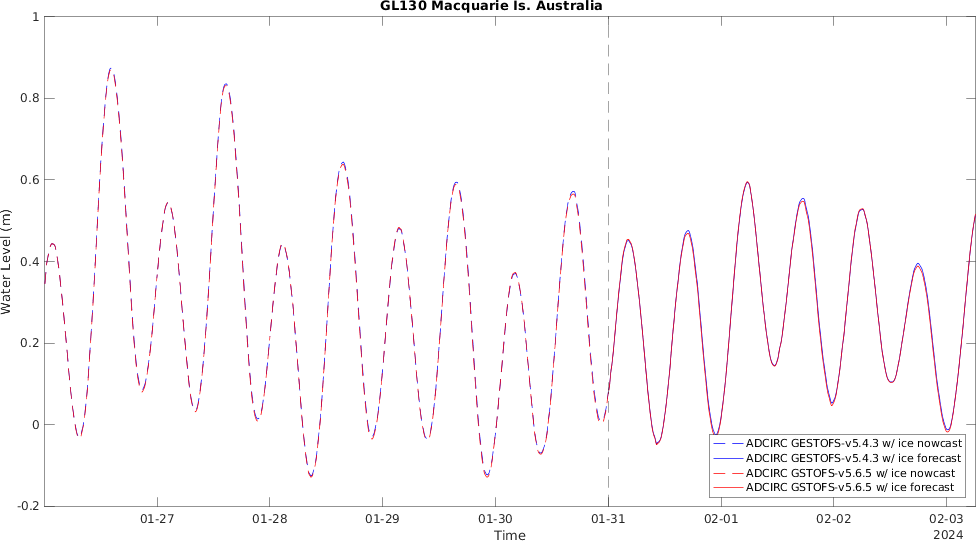 GL130 Macquarie Is. Australia
1
0.8
0.6
0.4
0.2
0
-0.2
Water Level (m)
ADCIRC GESTOFS-v5.4.3 w/ ice nowcast
ADCIRC GESTOFS-v5.4.3 w/ ice forecast
ADCIRC GSTOFS-v5.6.5 w/ ice nowcast
ADCIRC GSTOFS-v5.6.5 w/ ice forecast
01-27 01-28 01-29 01-30 01-31 02-01 02-02 02-03
Time 2024